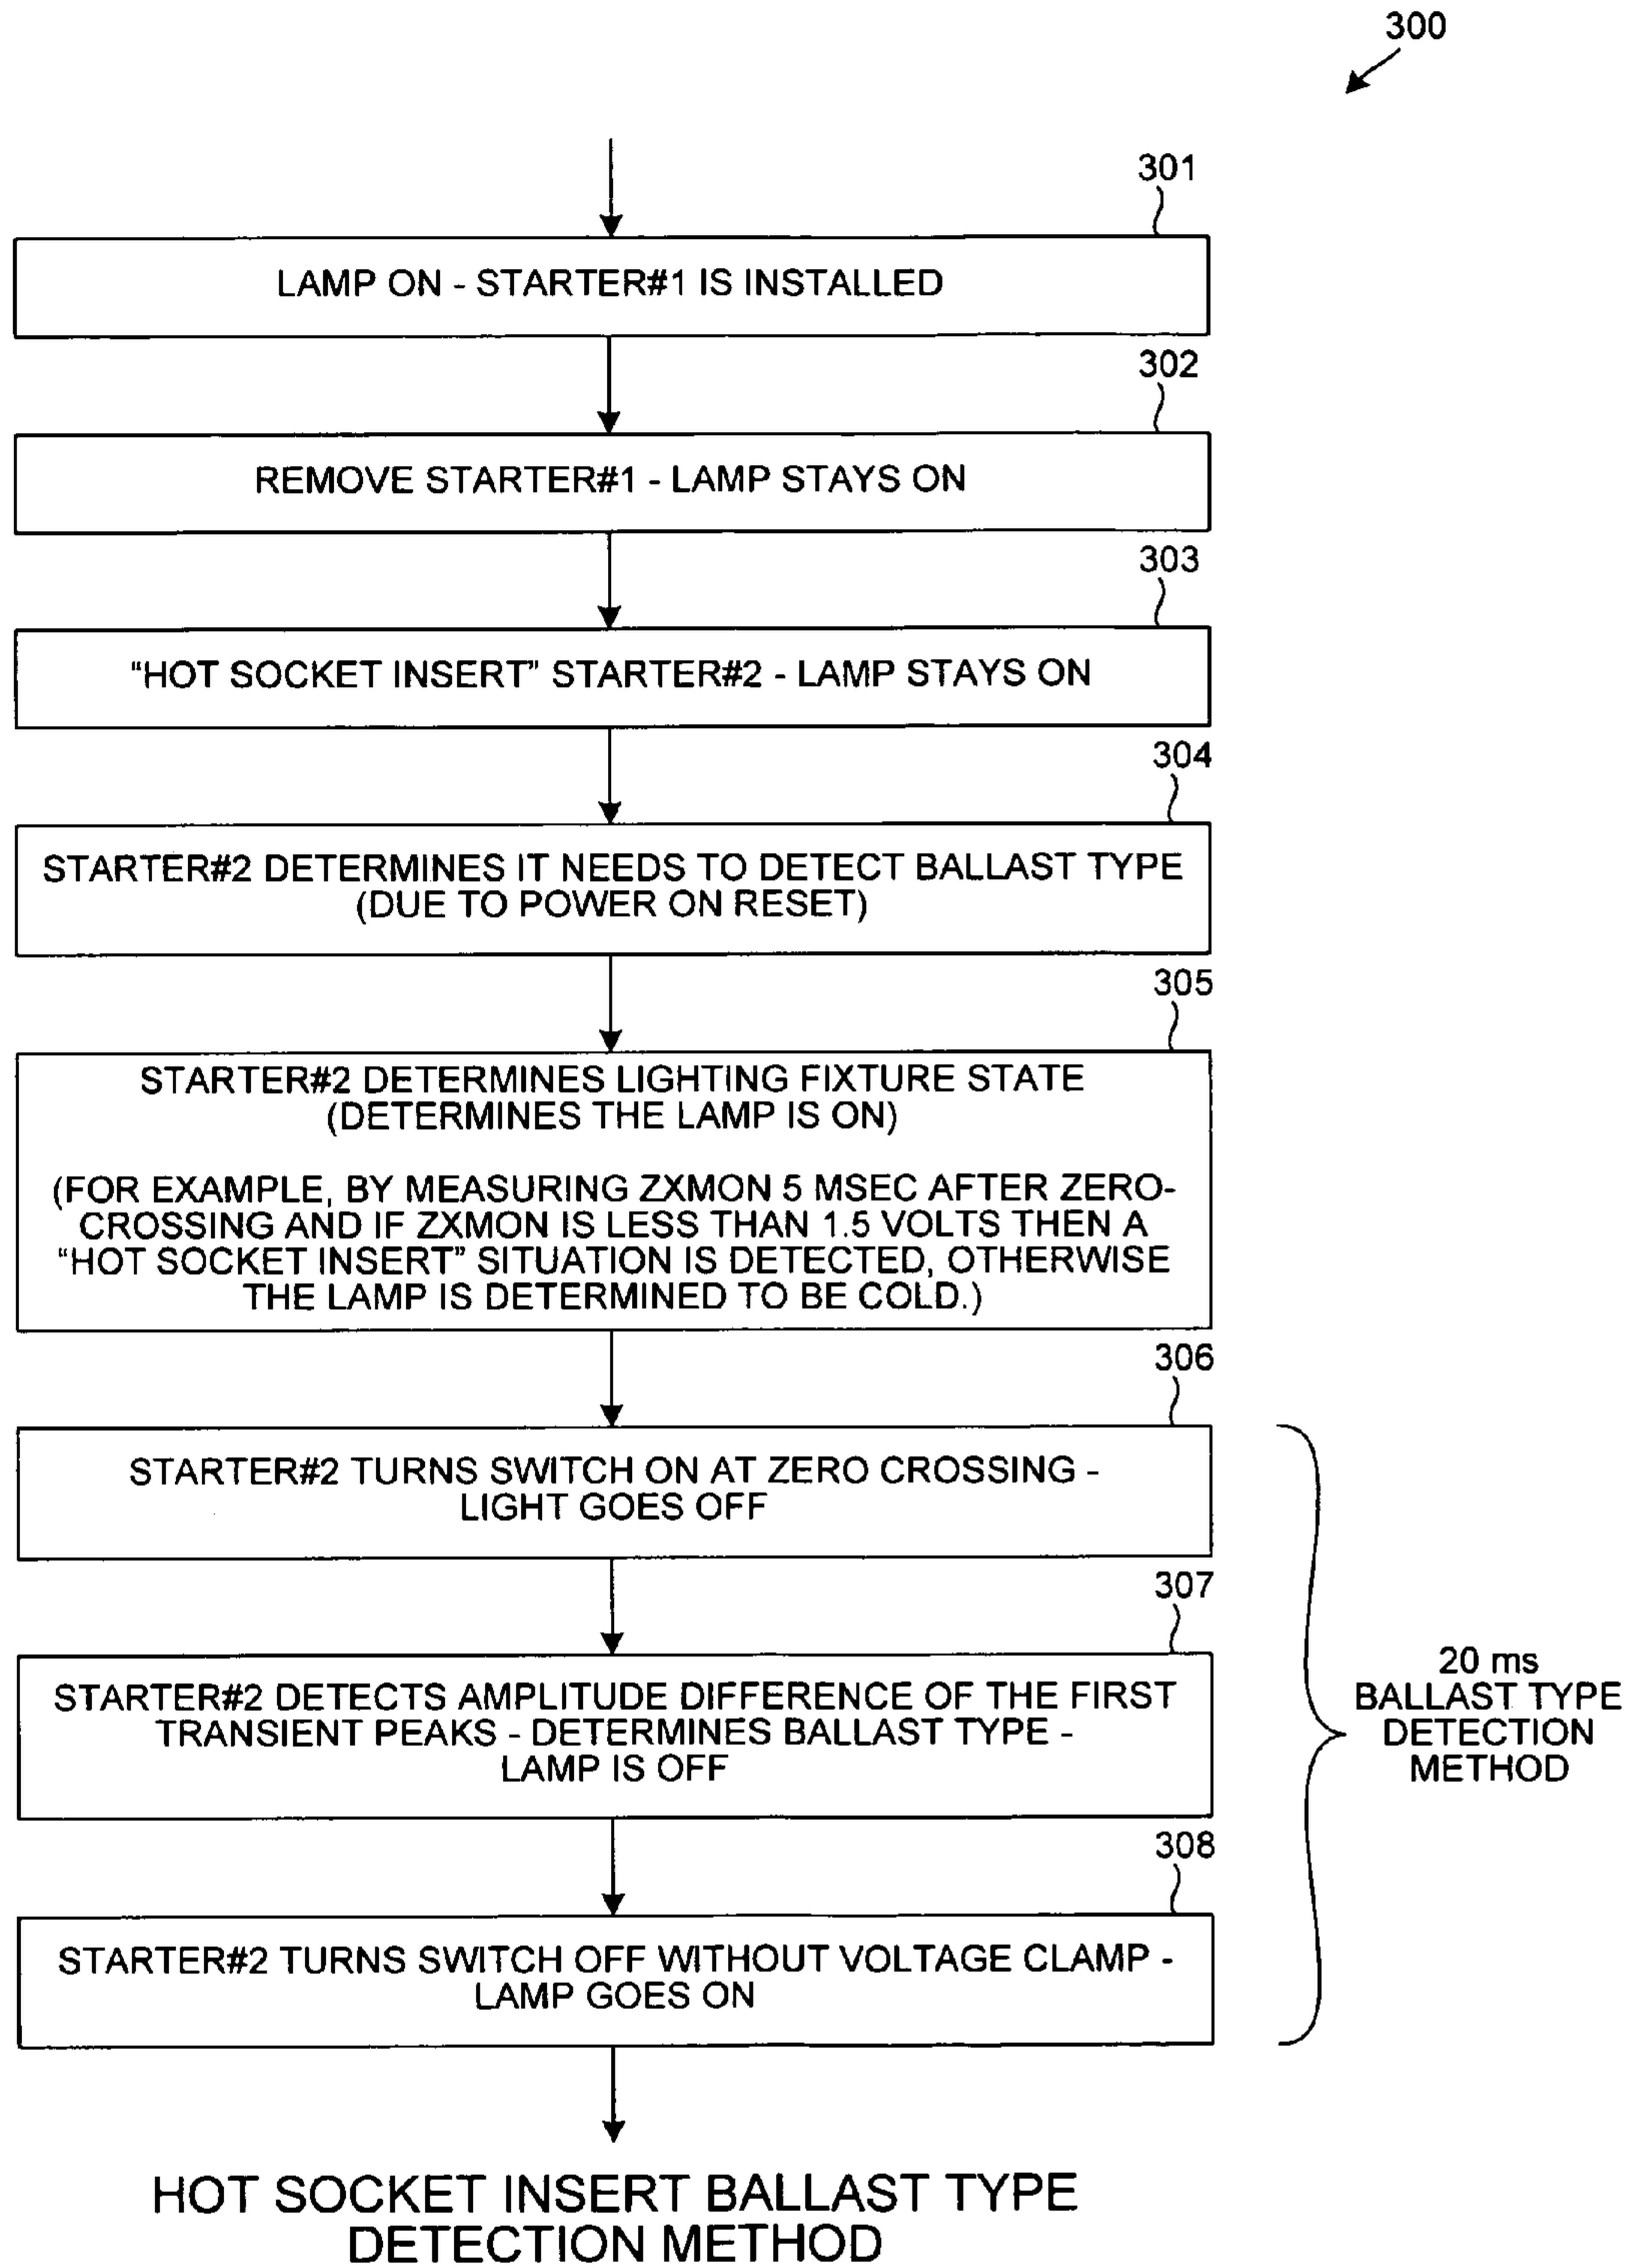 300
301
LAMP ON - STARTER#1 IS INSTALLED
302
REMOVE STARTER#1 - LAMP STAYS ON
303
“HOT SOCKET INSERT” STARTER#2 - LAMP STAYS ON
304
STARTER#2 DETERMINES IT NEEDS TO DETECT BALLAST TYPE
(DUE TO POWER ON RESET)
305
STARTER#2 DETERMINES LIGHTING FIXTURE STATE
(DETERMINES THE LAMP IS ON)
(FOR EXAMPLE, BY MEASURING ZXMON 5 MSEC AFTER ZERO-
CROSSING AND IF ZXMON IS LESS THAN 1.5 VOLTS THEN A
“HOT SOCKET INSERT” SITUATION IS DETECTED, OTHERWISE
THE LAMP IS DETERMINED TO BE COLD.)
306
STARTER#2 TURNS SWITCH ON AT ZERO CROSSING -
LIGHT GOES OFF
307
STARTER#2 DETECTS AMPLITUDE DIFFERENCE OF THE FIRST
TRANSIENT PEAKS - DETERMINES BALLAST TYPE -
LAMP IS OFF
20 ms
BALLAST TYPE
DETECTION
METHOD
308
STARTER#2 TURNS SWITCH OFF WITHOUT VOLTAGE CLAMP -
LAMP GOES ON
HOT SOCKET INSERT BALLAST TYPE
DETECTION METHOD